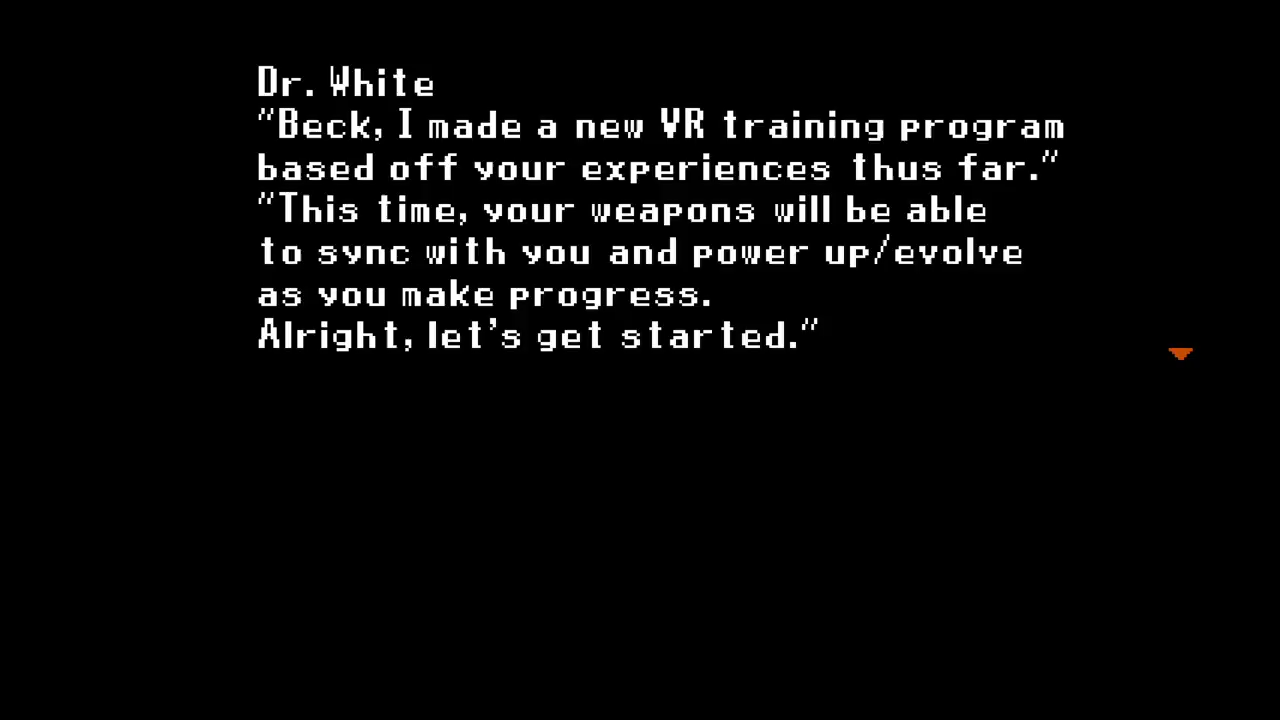 Dr. White
"Beck, I made a new VR training program
based off your experiences thus far."
"This time, your weapons will be able
to sync with you and power up/evolve
as you make progress.
Alright, let's get started."